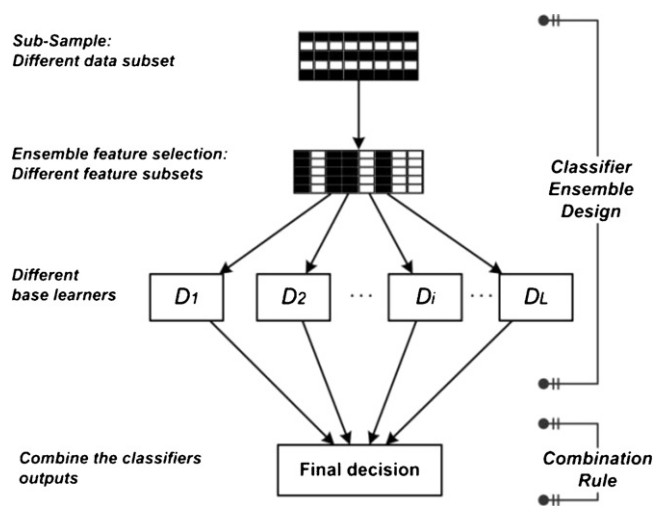 Sub-Sample:
Different data subset
Ensemble feature selection:
Different feature subsets
Classifier
Ensemble
Design
Different
base learners
D1 D2 ... Di ... DL
Combine the classifiers
outputs
Final decision
Combination
Rule